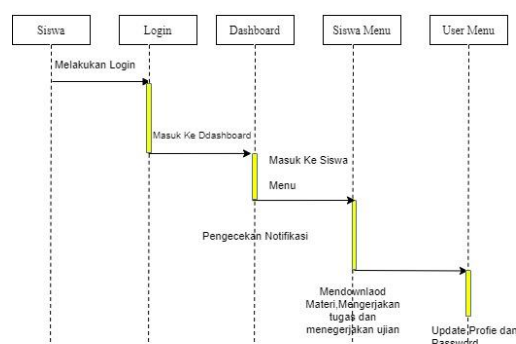 Siswa
Login
Dashboard
Siswa Menu
User Menu
Melakukan Login
Masuk Ke Ddashboard
Masuk Ke Siswa
Menu
Pengecekan Notifikasi
Mendownlaod
Materi,Mengerjakan
tugas dan
menegerjakan ujian
Update,Profie dan
Passwdrd